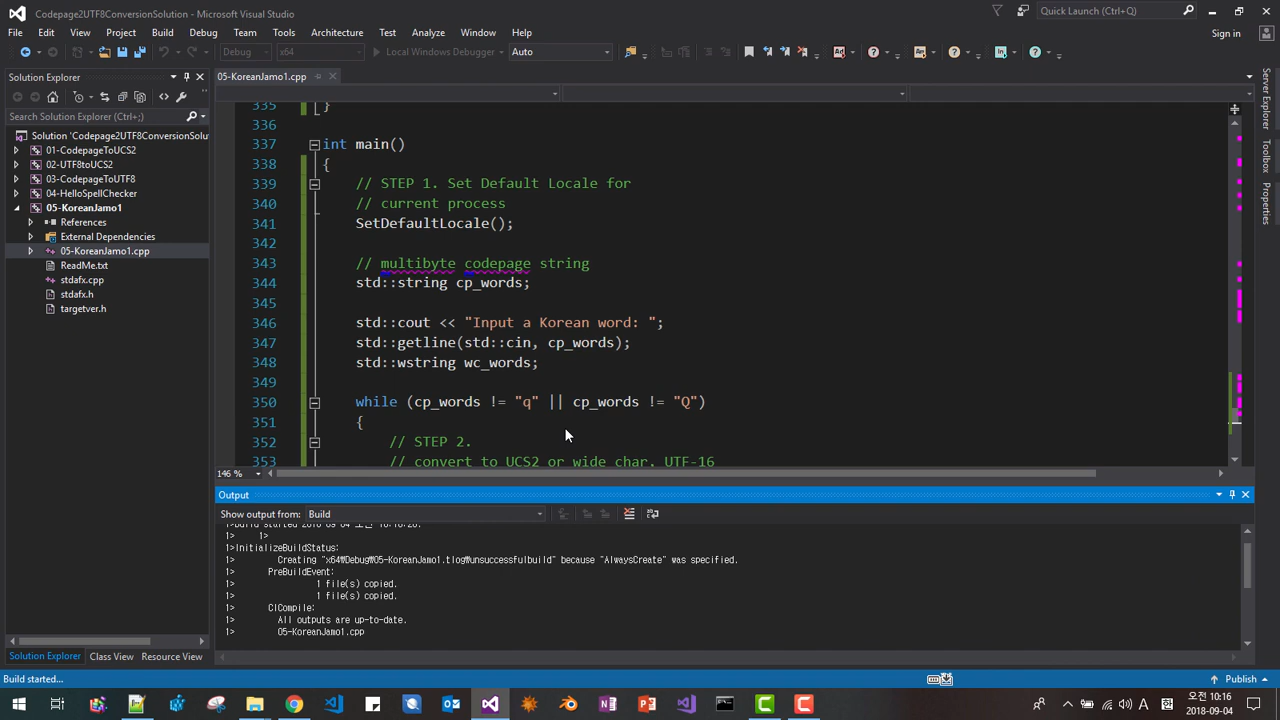 Codepage2UTF8ConversionSolution - Microsoft Visual Studio
Quick Launch (Ctrl+Q)
File Edit View Project Build Debug Team Tools Architecture Test Analyze Window Help
Sign in
Debug x64 Local Windows Debugger Auto
Solution Explorer
05-KoreanJamo1.cpp
Search Solution Explorer (Ctrl+;)
Solution 'Codepage2UTF8ConversionSolu
01-CodepageToUCS2
02-UTF8toUCS2
03-CodepageToUTF8
04-HelloSpellChecker
05-KoreanJamo1
References
External Dependencies
05-KoreanJamo1.cpp
ReadMe.txt
stdafx.cpp
stdafx.h
targetver.h
Solution Explorer Class View Resource View
335 }
336
337 int main()
338 {
339 // STEP 1. Set Default Locale for
340 // current process
341 SetDefaultLocale();
342
343 // multibyte codepage string
344 std::string cp_words;
345
346 std::cout << "Input a Korean word: ";
347 std::getline(std::cin, cp_words);
348 std::wstring wc_words;
349
350 while (cp_words != "q" || cp_words != "Q")
351 {
352 // STEP 2.
353 // convert to UCS2 or wide char, UTF-16
146 %
Server Explorer
Toolbox
Properties
Output
Show output from: Build
1> 1>
1>InitializeBuildStatus:
1> Creating "x64₩Debug₩05-KoreanJamo1.tlog₩unsuccessfulbuild" because "AlwaysCreate" was specified.
1> PreBuildEvent:
1> 1 file(s) copied.
1> 1 file(s) copied.
1> ClCompile:
1> All outputs are up-to-date.
1> 05-KoreanJamo1.cpp
Build started...
Publish
A 오전 10:16
2018-09-04